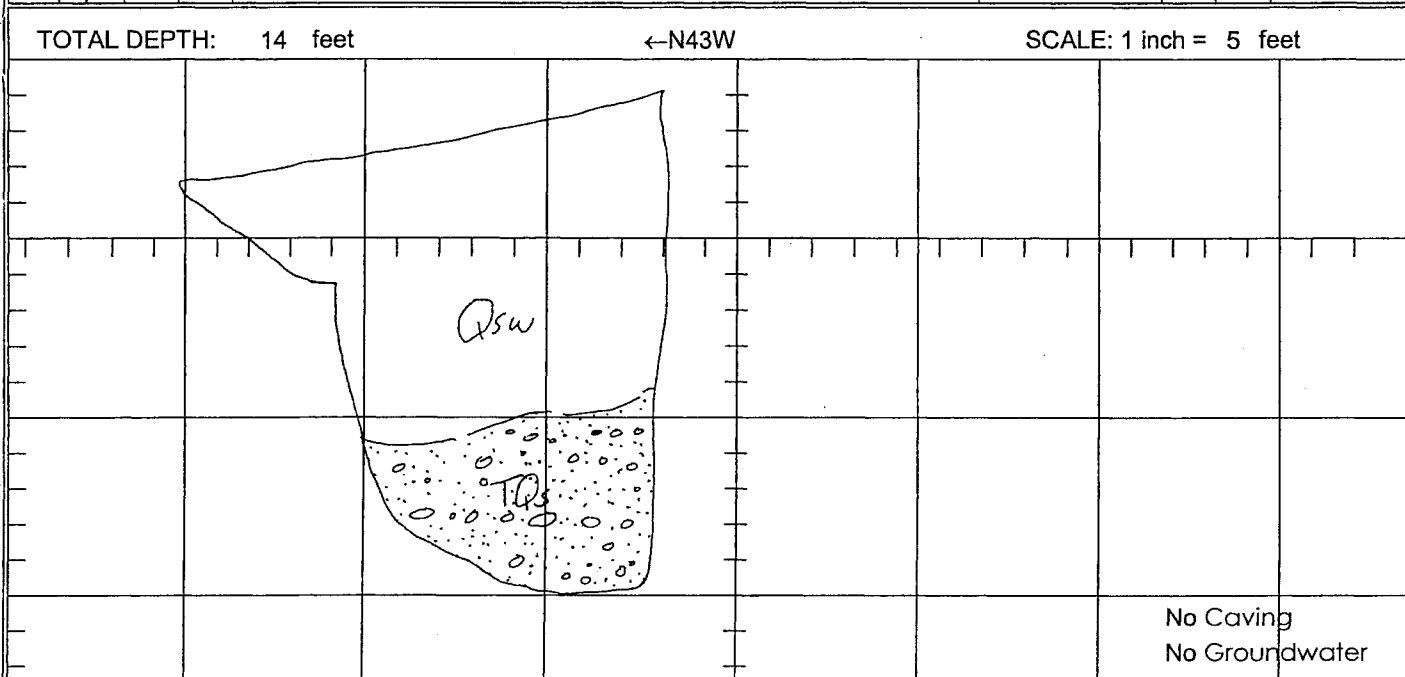 TOTAL DEPTH: 14 feet ←N43W SCALE: 1 inch = 5 feet
Qsw
TQs
No Caving
No Groundwater